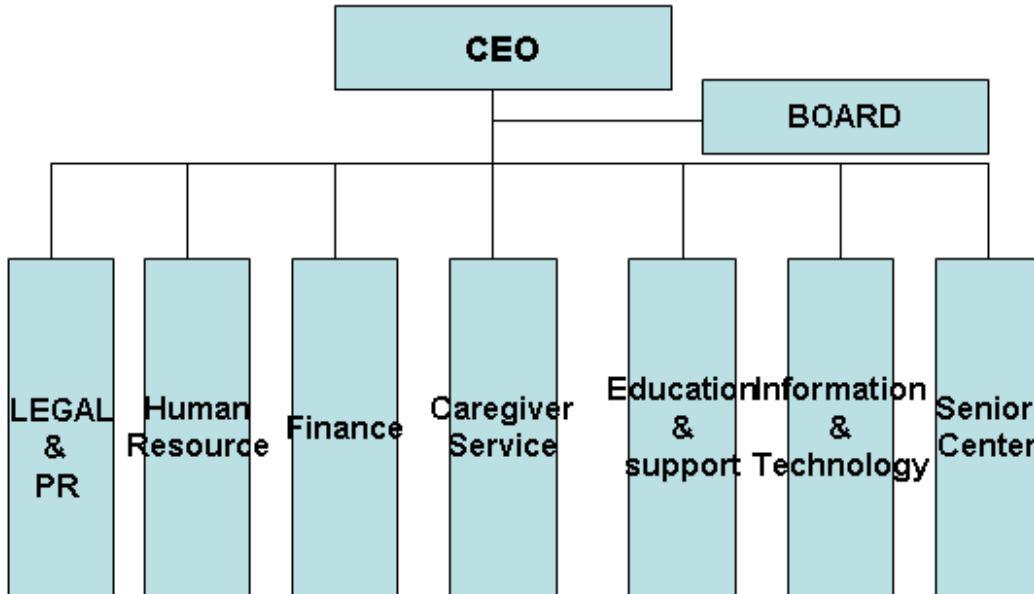 CEO
BOARD
LEGAL
&
PR
Human
Resource
Finance
Caregiver
Service
Education
&
support
Information
&
Technology
Senior
Center